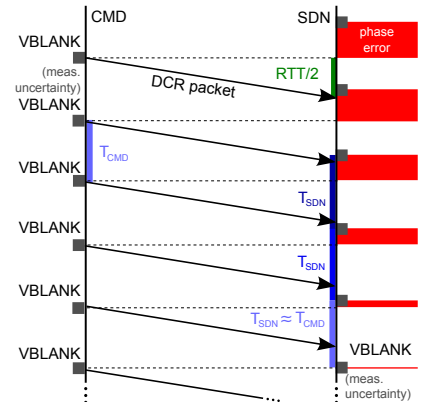 CMD
SDN
VBLANK
(meas.
uncertainty)
phase
error
RTT/2
DCR packet
VBLANK
T_CMD
VBLANK
T_SDN
VBLANK
T_SDN
VBLANK
T_SDN ≈ T_CMD
VBLANK
VBLANK
(meas.
uncertainty)